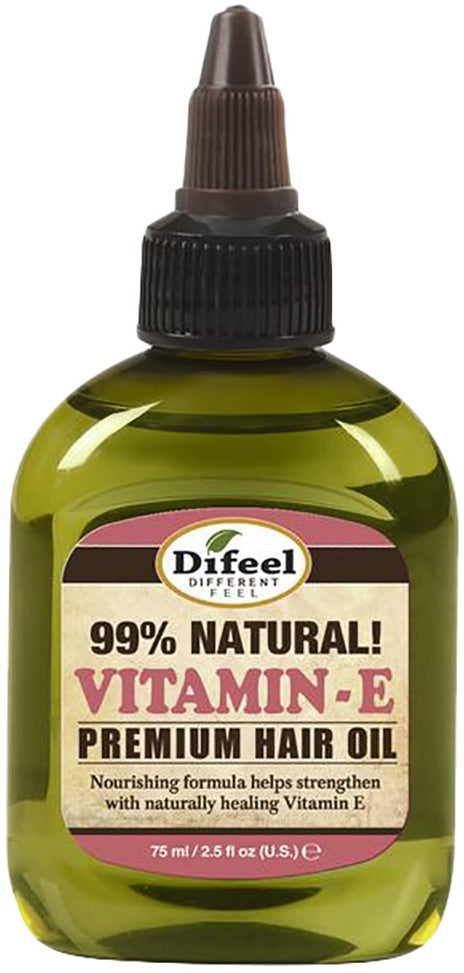 Difeel
DIFFERENT
FEEL
99% NATURAL!
VITAMIN-E
PREMIUM HAIR OIL
Nourishing formula helps strengthen
with naturally healing Vitamin E
75 ml / 2.5 fl oz (U.S.) ℮